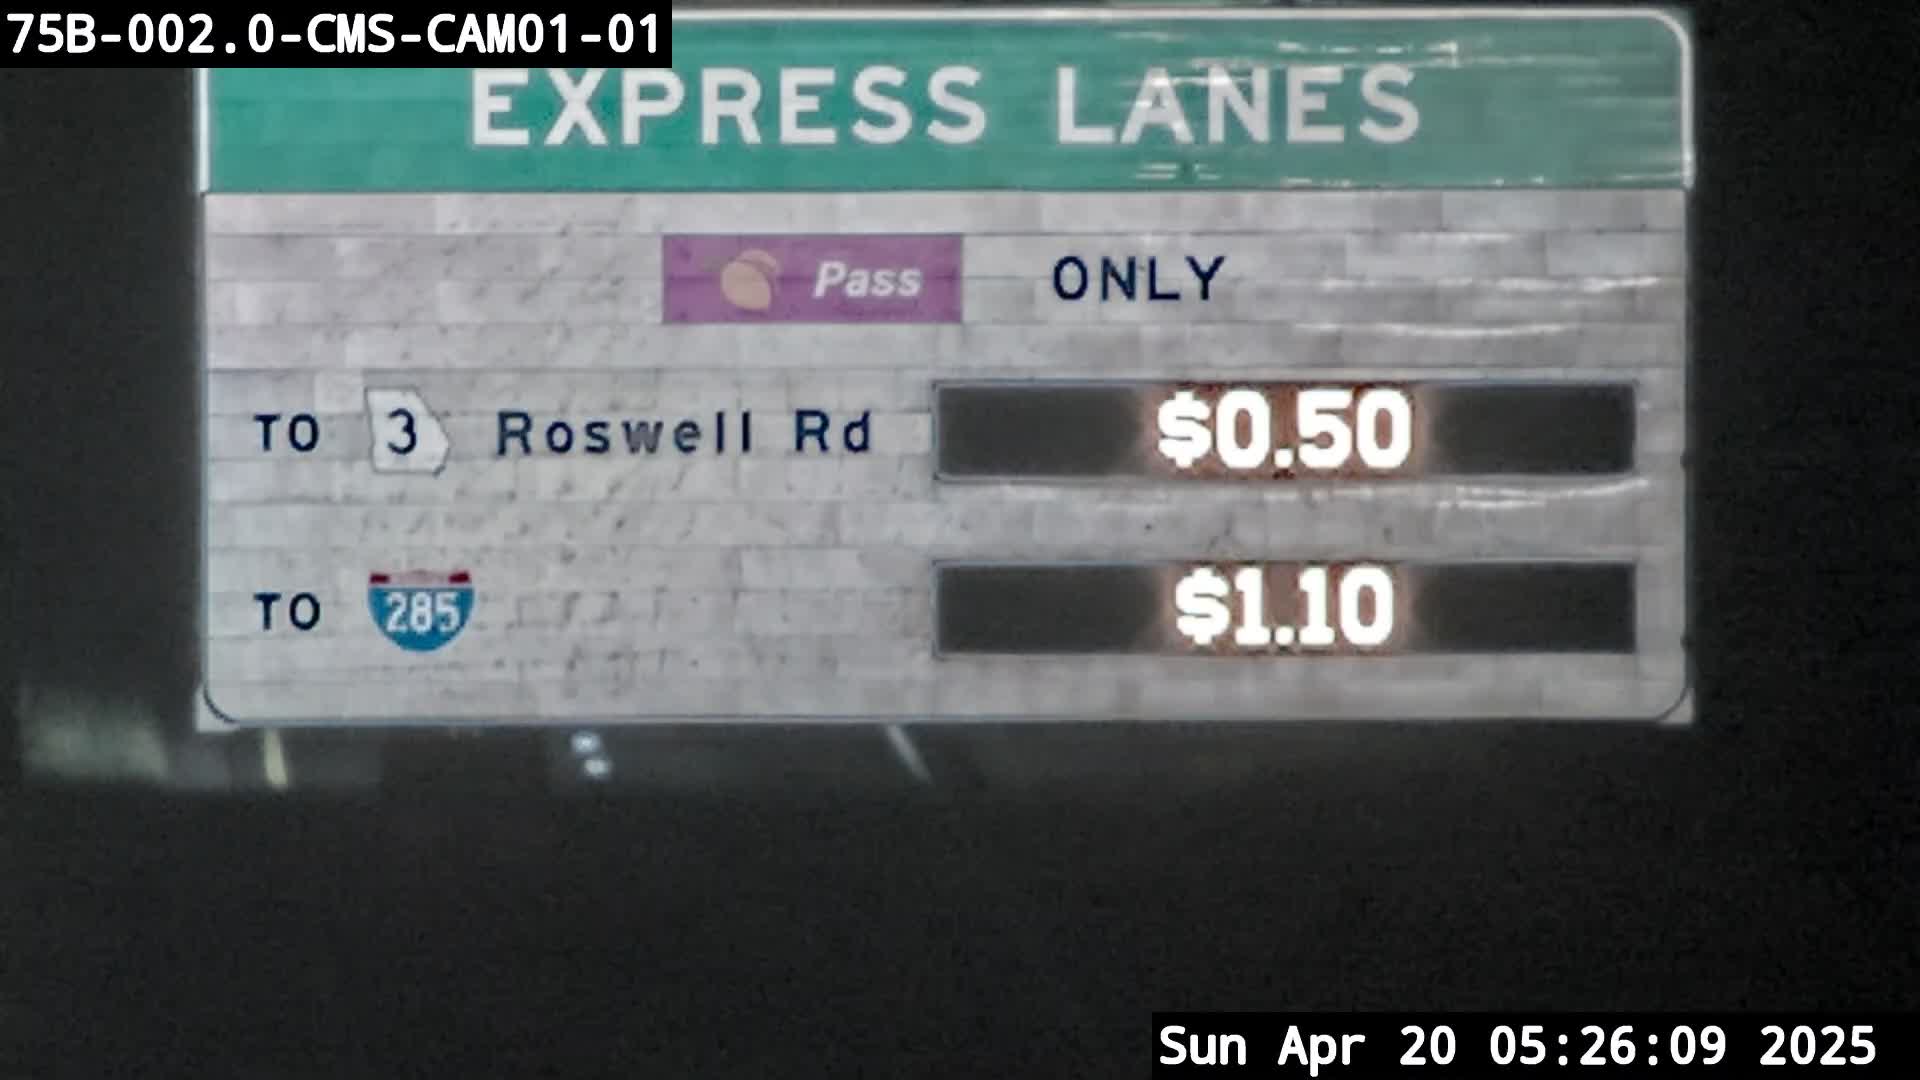 75B-002.0-CMS-CAM01-01
EXPRESS LANES
Pass ONLY
TO 3 Roswell Rd $0.50
TO 285 $1.10
Sun Apr 20 05:26:09 2025